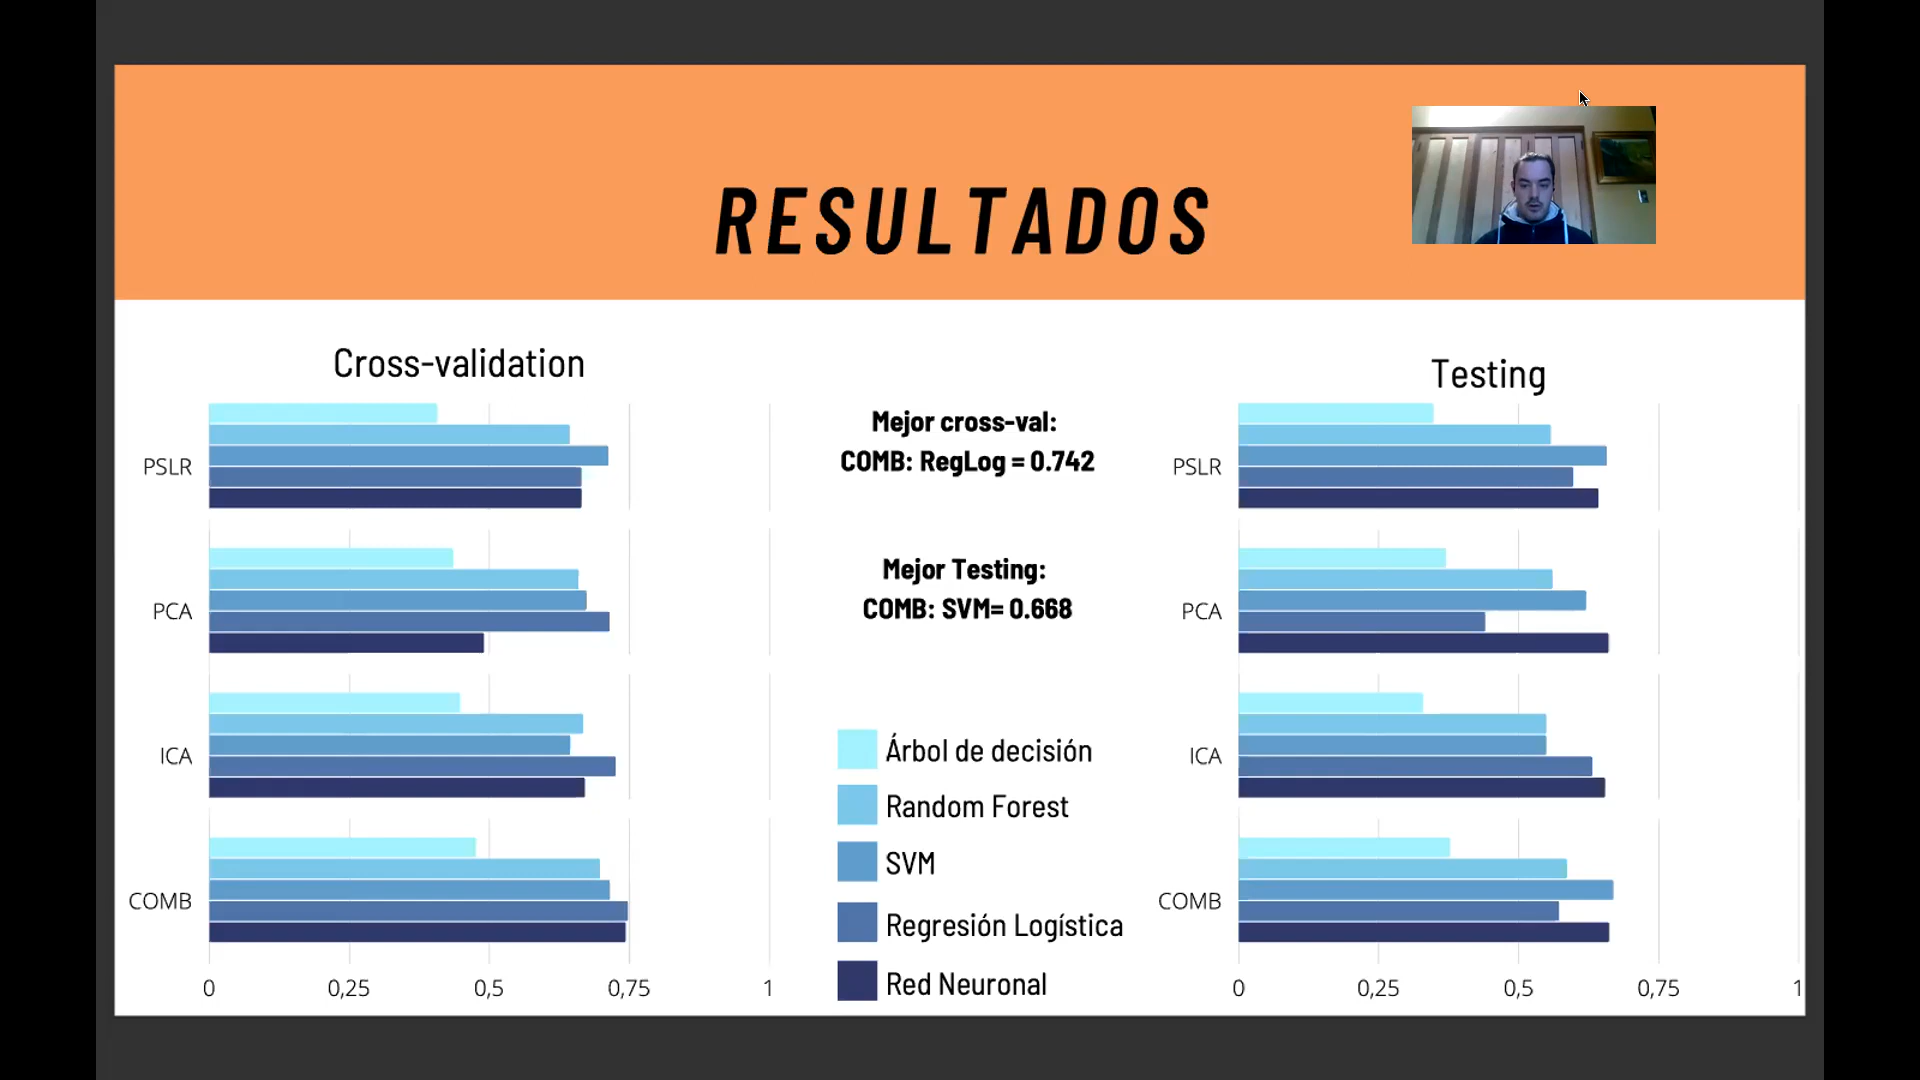 RESULTADOS
Cross-validation
PSLR
PCA
ICA
COMB
0 0,25 0,5 0,75 1
Mejor cross-val:
COMB: RegLog = 0.742
Mejor Testing:
COMB: SVM= 0.668
Árbol de decisión
Random Forest
SVM
Regresión Logística
Red Neuronal
Testing
PSLR
PCA
ICA
COMB
0 0,25 0,5 0,75 1